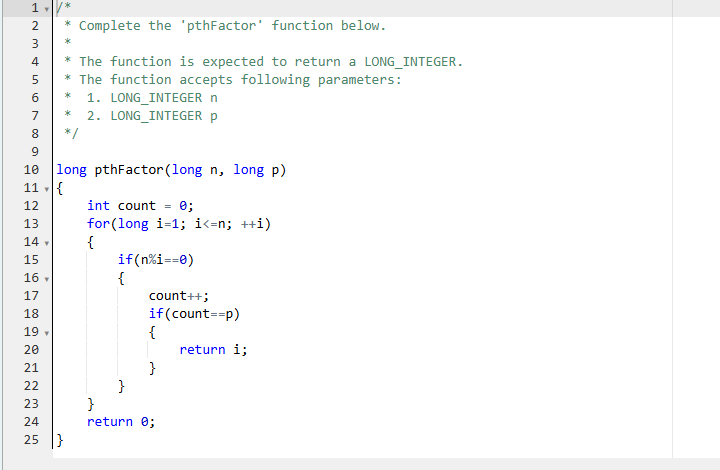 1 /*
2  * Complete the 'pthFactor' function below.
3  *
4  * The function is expected to return a LONG_INTEGER.
5  * The function accepts following parameters:
6  *  1. LONG_INTEGER n
7  *  2. LONG_INTEGER p
8  */
9
10 long pthFactor(long n, long p)
11 {
12     int count = 0;
13     for(long i=1; i<=n; ++i)
14     {
15         if(n%i==0)
16         {
17             count++;
18             if(count==p)
19             {
20                 return i;
21             }
22         }
23     }
24     return 0;
25 }